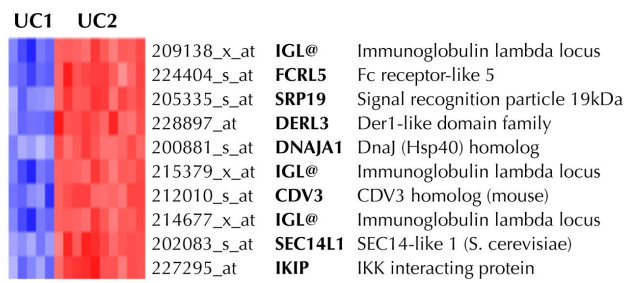 UC1 UC2
209138_x_at IGL@ Immunoglobulin lambda locus
224404_s_at FCRL5 Fc receptor-like 5
205335_s_at SRP19 Signal recognition particle 19kDa
228897_at DERL3 Der1-like domain family
200881_s_at DNAJA1 DnaJ (Hsp40) homolog
215379_x_at IGL@ Immunoglobulin lambda locus
212010_s_at CDV3 CDV3 homolog (mouse)
214677_x_at IGL@ Immunoglobulin lambda locus
202083_s_at SEC14L1 SEC14-like 1 (S. cerevisiae)
227295_at IKIP IKK interacting protein